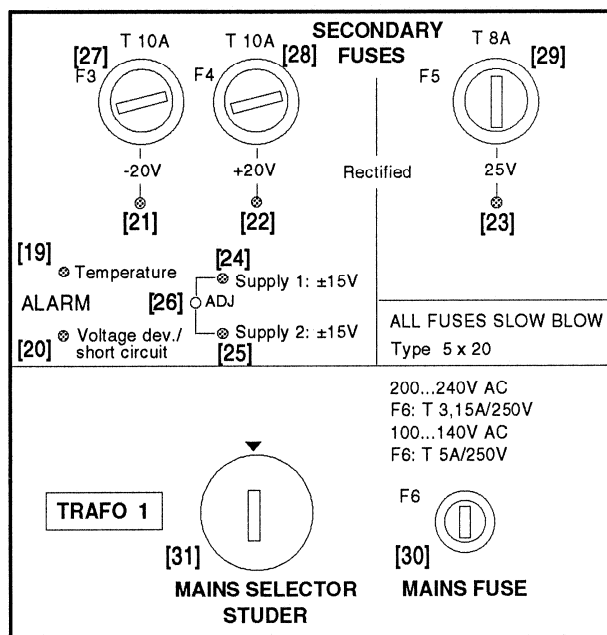 SECONDARY
FUSES
T 10A
[27]
F3
T 10A
[28]
F4
T 8A
[29]
F5
-20V
+20V
Rectified
25V
[21]
[22]
[23]
[19]
Temperature
ALARM
[20]
Voltage dev./
short circuit
[24]
Supply 1: ±15V
[26] ADJ
Supply 2: ±15V
[25]
ALL FUSES SLOW BLOW
Type 5 x 20
200...240V AC
F6: T 3,15A/250V
100...140V AC
F6: T 5A/250V
TRAFO 1
[31]
MAINS SELECTOR
STUDER
F6
[30]
MAINS FUSE